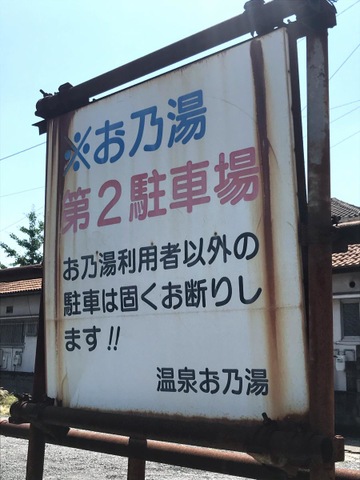 ※お乃湯
第2駐車場
お乃湯利用者以外の
駐車は固くお断りし
ます!!
温泉お乃湯